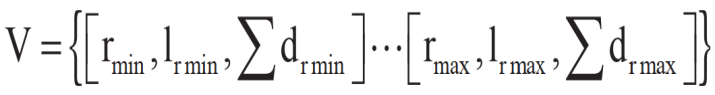 V = {[r_min, l_r min, ∑d_r min]⋯[r_max, l_r max, ∑d_r max]}